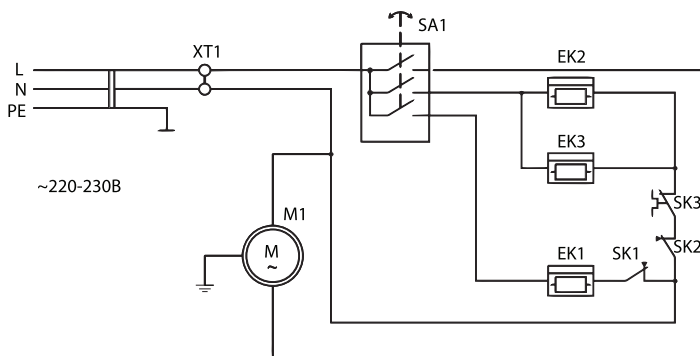 SA1
XT1
EK2
L
N
PE
EK3
~220-230В
SK3
M1
SK2
M
~
EK1
SK1